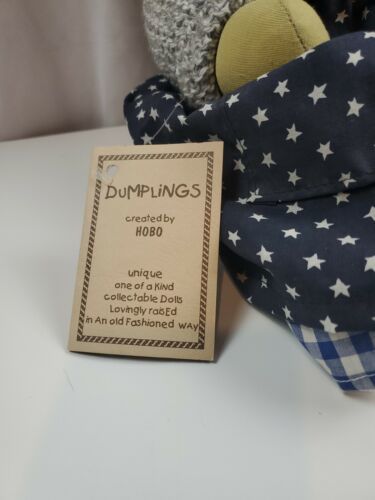 DUMPLINGS
created by
HOBO
unique
one of a Kind
collectable Dolls
Lovingly raisEd
in An old Fashioned wAy